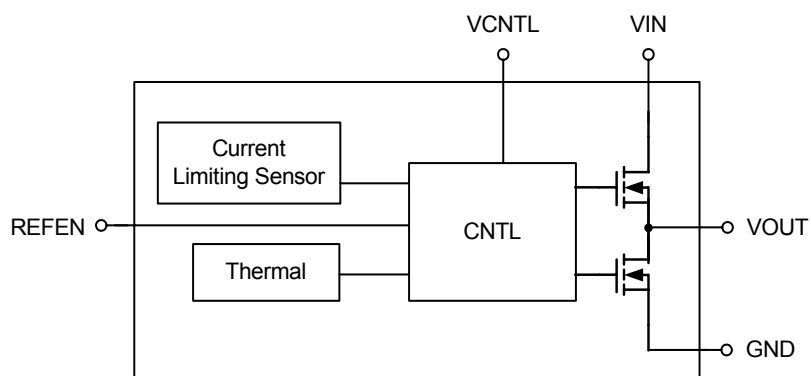 VCNTL
VIN
Current
Limiting Sensor
REFEN
CNTL
VOUT
Thermal
GND